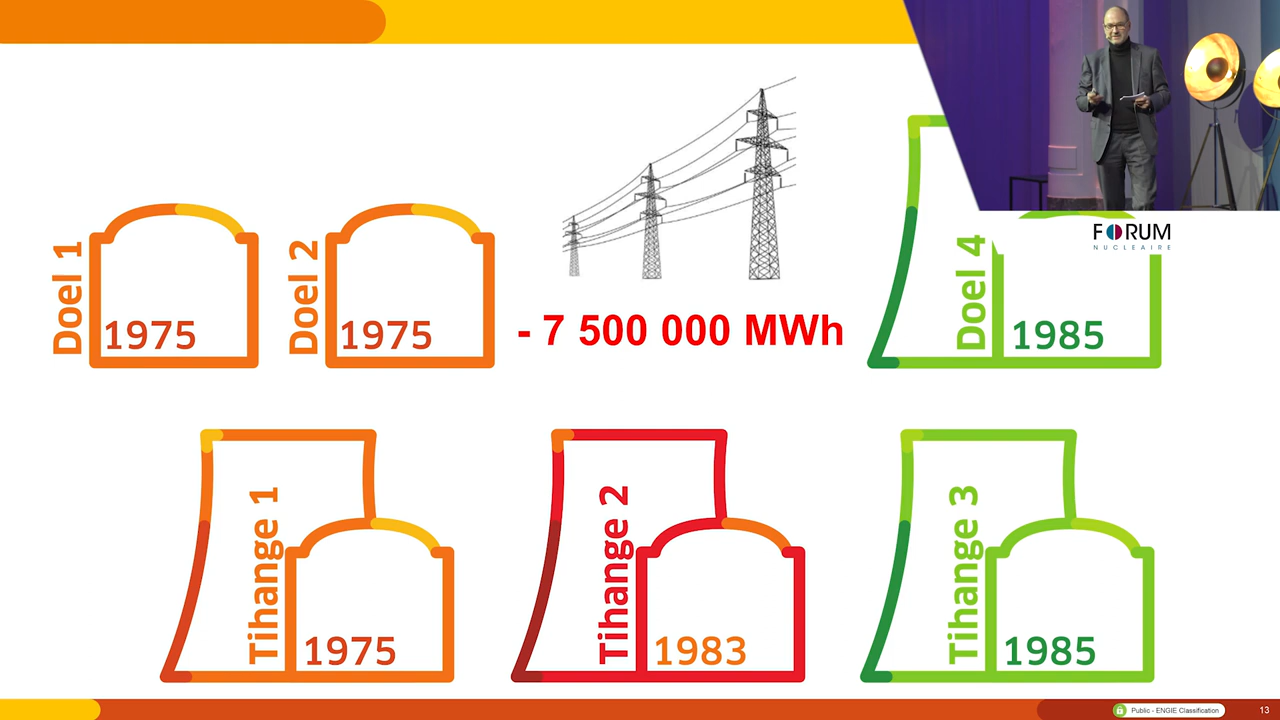 FORUM
NUCLEAIRE
Doel 1
1975
Doel 2
1975
- 7 500 000 MWh
Doel 4
1985
Tihange 1
1975
Tihange 2
1983
Tihange 3
1985
Public - ENGIE Classification
13